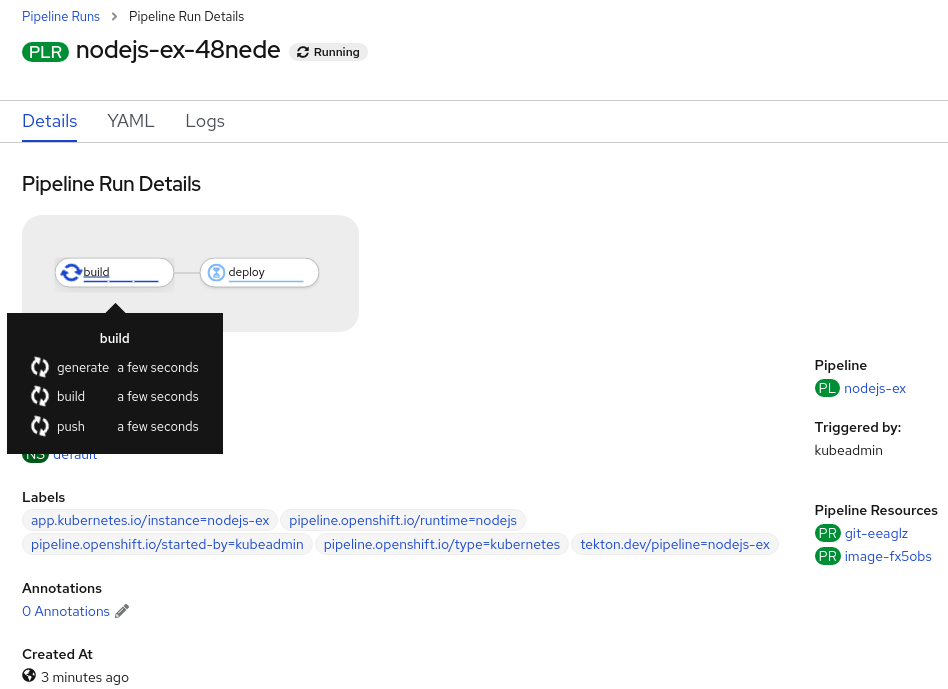 Pipeline Runs > Pipeline Run Details
PLR nodejs-ex-48nede Running
Details YAML Logs
Pipeline Run Details
build deploy
build
generate a few seconds
build a few seconds
push a few seconds
NS default
Pipeline
PL nodejs-ex
Triggered by:
kubeadmin
Labels
app.kubernetes.io/instance=nodejs-ex pipeline.openshift.io/runtime=nodejs
pipeline.openshift.io/started-by=kubeadmin pipeline.openshift.io/type=kubernetes tekton.dev/pipeline=nodejs-ex
Pipeline Resources
PR git-eeaglz
PR image-fx5obs
Annotations
0 Annotations
Created At
3 minutes ago